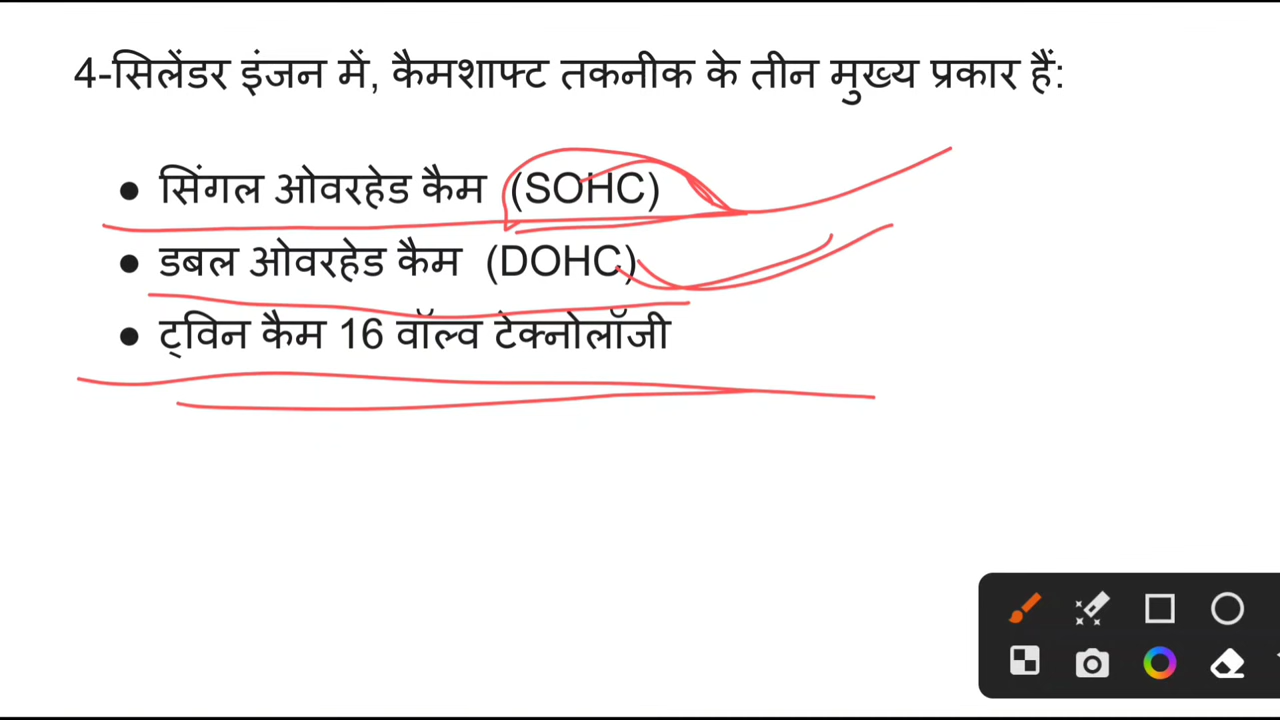 4-सिलेंडर इंजन में, कैमशाफ्ट तकनीक के तीन मुख्य प्रकार हैं:
● सिंगल ओवरहेड कैम (SOHC)
● डबल ओवरहेड कैम (DOHC)
● ट्विन कैम 16 वॉल्व टेक्नोलॉजी